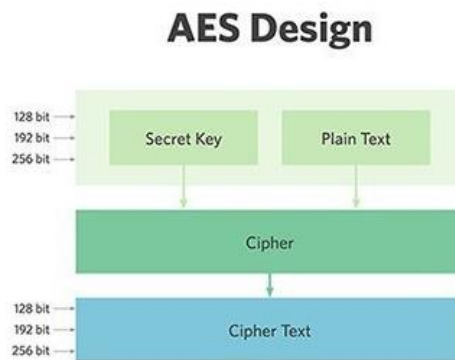 AES Design
128 bit
192 bit
256 bit
Secret Key
Plain Text
Cipher
128 bit
192 bit
256 bit
Cipher Text